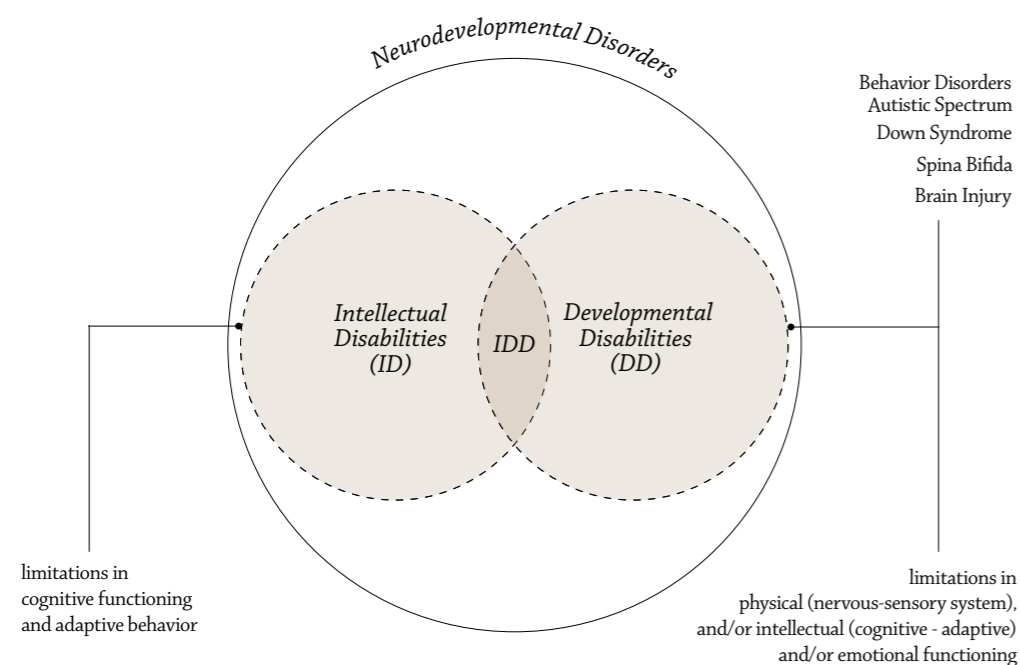 Neurodevelopmental Disorders
Behavior Disorders
Autistic Spectrum
Down Syndrome
Spina Bifida
Brain Injury
Intellectual
Disabilities
(ID)
IDD
Developmental
Disabilities
(DD)
limitations in
cognitive functioning
and adaptive behavior
limitations in
physical (nervous-sensory system),
and/or intellectual (cognitive - adaptive)
and/or emotional functioning